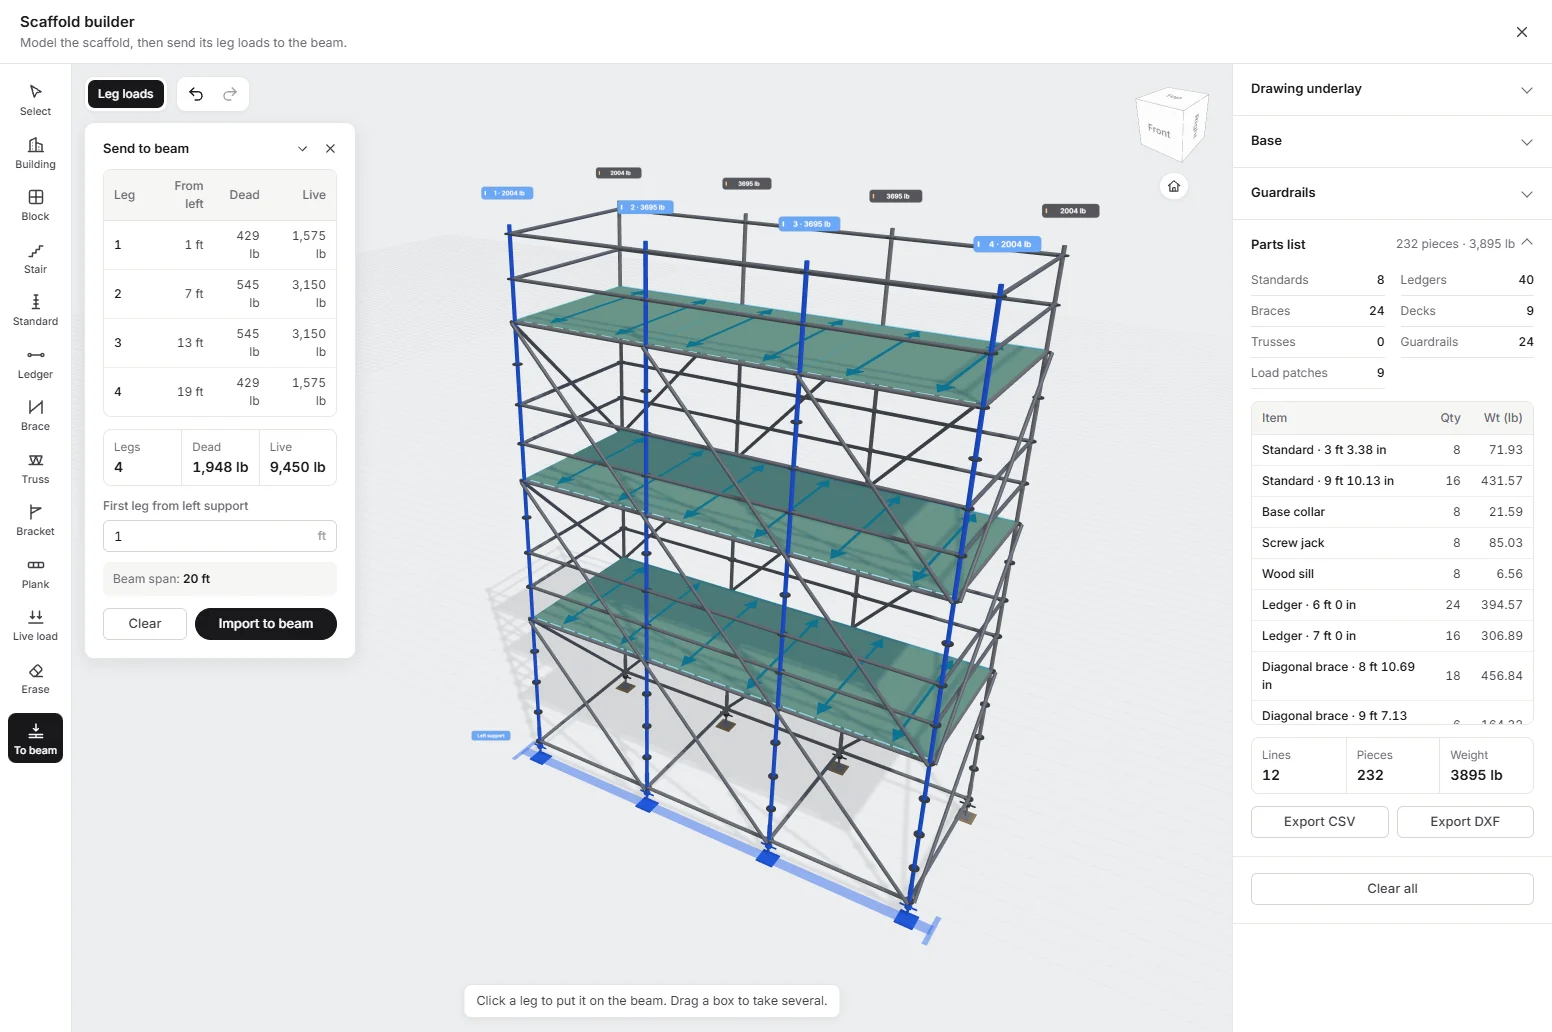 Scaffold builder
Model the scaffold, then send its leg loads to the beam.
Select
Building
Block
Stair
Standard
Ledger
Brace
Truss
Bracket
Plank
Live load
Erase
To beam
Leg loads
Send to beam
Leg From left Dead Live
1 1 ft 429 lb 1,575 lb
2 7 ft 545 lb 3,150 lb
3 13 ft 545 lb 3,150 lb
4 19 ft 429 lb 1,575 lb
Legs Dead Live
4 1,948 lb 9,450 lb
First leg from left support
1 ft
Beam span: 20 ft
Clear Import to beam
2004 lb
3695 lb
3695 lb
2004 lb
1 · 2004 lb
2 · 3695 lb
3 · 3695 lb
4 · 2004 lb
Left support
Front
Click a leg to put it on the beam. Drag a box to take several.
Drawing underlay
Base
Guardrails
Parts list 232 pieces · 3,895 lb
Standards 8 Ledgers 40
Braces 24 Decks 9
Trusses 0 Guardrails 24
Load patches 9
Item Qty Wt (lb)
Standard · 3 ft 3.38 in 8 71.93
Standard · 9 ft 10.13 in 16 431.57
Base collar 8 21.59
Screw jack 8 85.03
Wood sill 8 6.56
Ledger · 6 ft 0 in 24 394.57
Ledger · 7 ft 0 in 16 306.89
Diagonal brace · 8 ft 10.69 in 18 456.84
Diagonal brace · 9 ft 7.13
Lines Pieces Weight
12 232 3895 lb
Export CSV Export DXF
Clear all